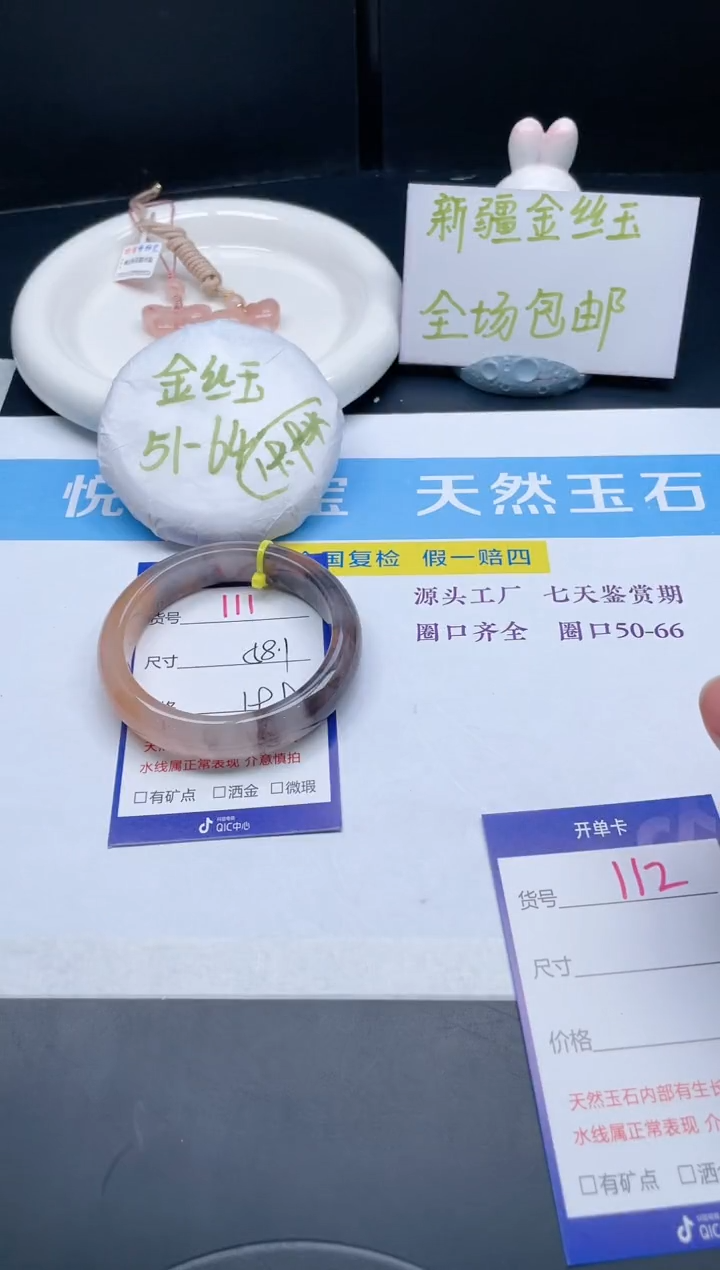 新疆金丝玉
全场包邮
金丝玉
51-64
悦
宝 天然玉石
国复检 假一赔四
源头工厂 七天鉴赏期
圈口齐全 圈口50-66
货号 111
尺寸
水线属正常表现 介意慎拍
□有矿点 □洒金 □微瑕
QIC中心
开单卡
货号 112
尺寸
价格
天然玉石内部有生长
水线属正常表现 介
□有矿点 □洒
QIC